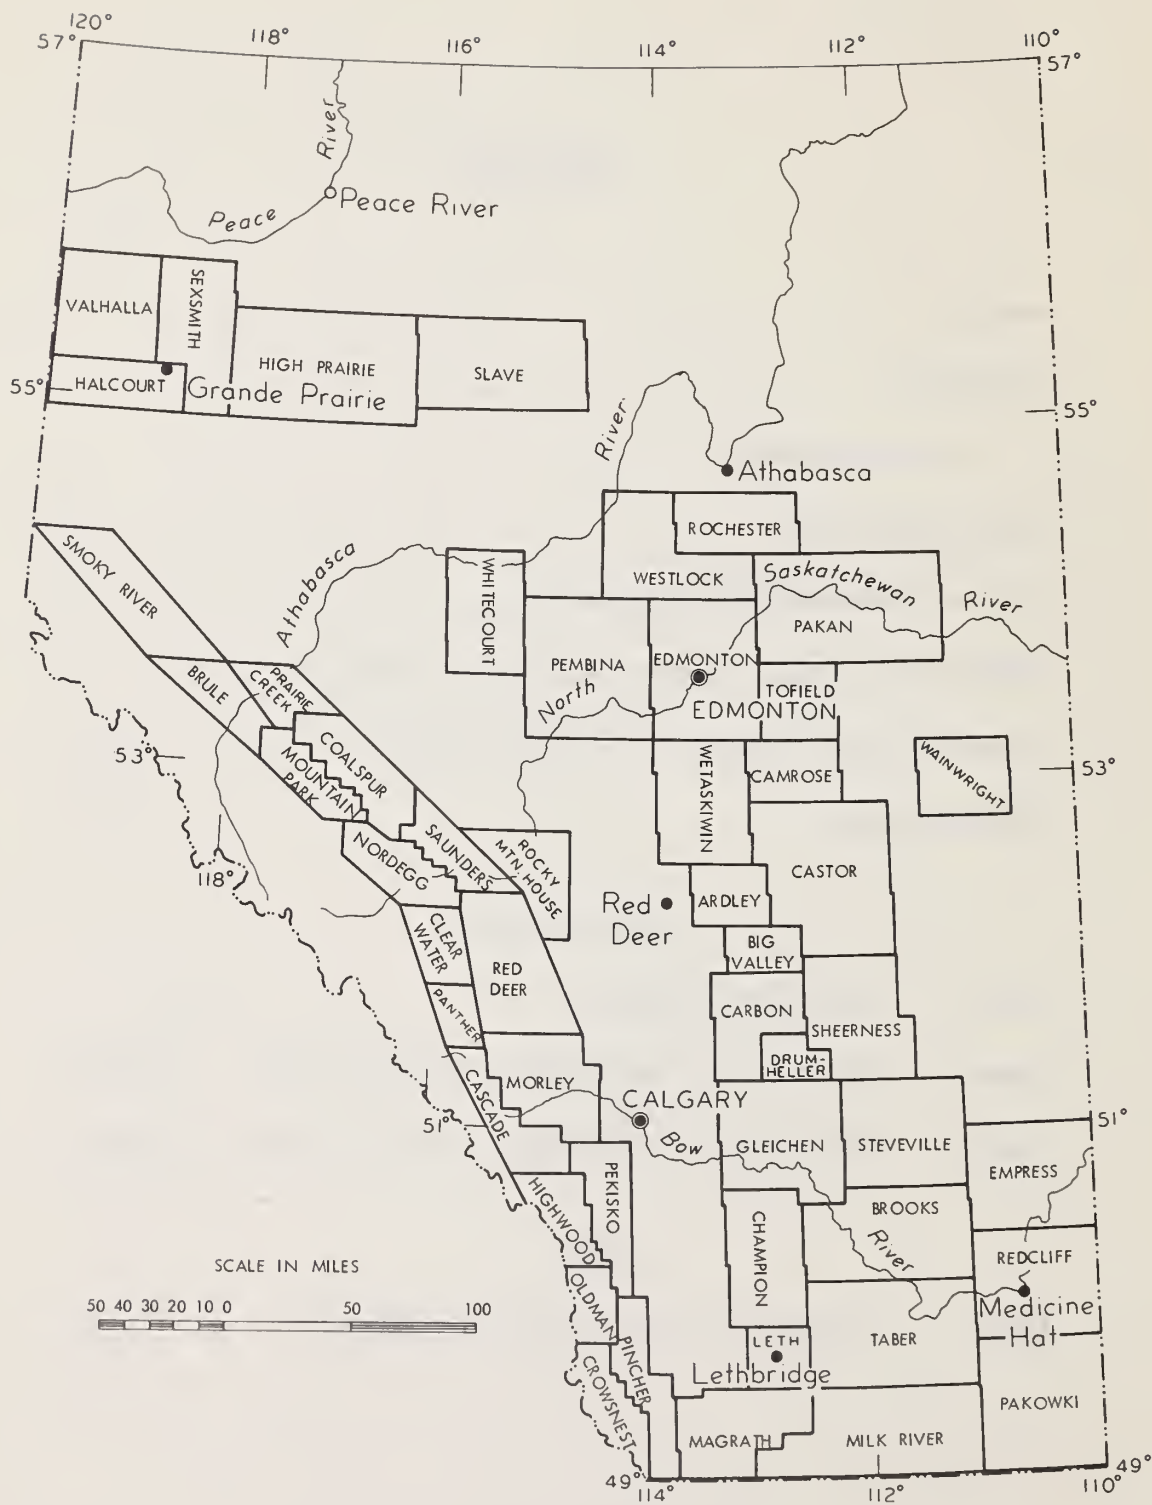 120°
57°
118°
116°
114°
112°
110°
57°
River
Peace River
Peace
VALHALLA
SEXSMITH
HIGH PRAIRIE
SLAVE
HALCOURT
Grande Prairie
55°
55°
River
Athabasca
ROCHESTER
SMOKY RIVER
Athabasca
WHITECOURT
WESTLOCK
Saskatchewan
River
PAKAN
PEMBINA
EDMONTON
BRULE
PRAIRIE
CREEK
North
TOFIELD
EDMONTON
53°
COALSPUR
MOUNTAIN
PARK
WETASKIWIN
CAMROSE
WAINWRIGHT
53°
NORDEGG
SAUNDERS
ROCKY
MTN. HOUSE
118°
CASTOR
ARDLEY
Red
Deer
CLEAR
WATER
BIG
VALLEY
RED
DEER
PANTHER
CARBON
SHEERNESS
DRUM-
HELLER
CASCADE
MORLEY
CALGARY
51°
51°
Bow
GLEICHEN
STEVEVILLE
EMPRESS
PEKISKO
HIGHWOOD
BROOKS
CHAMPION
River
REDCLIFF
SCALE IN MILES
50 40 30 20 10 0 50 100
OLDMAN
Medicine
Hat
PINCHER
LETH
TABER
Lethbridge
CROWSNEST
PAKOWKI
MAGRATH
MILK RIVER
49°
114°
112°
49°
110°